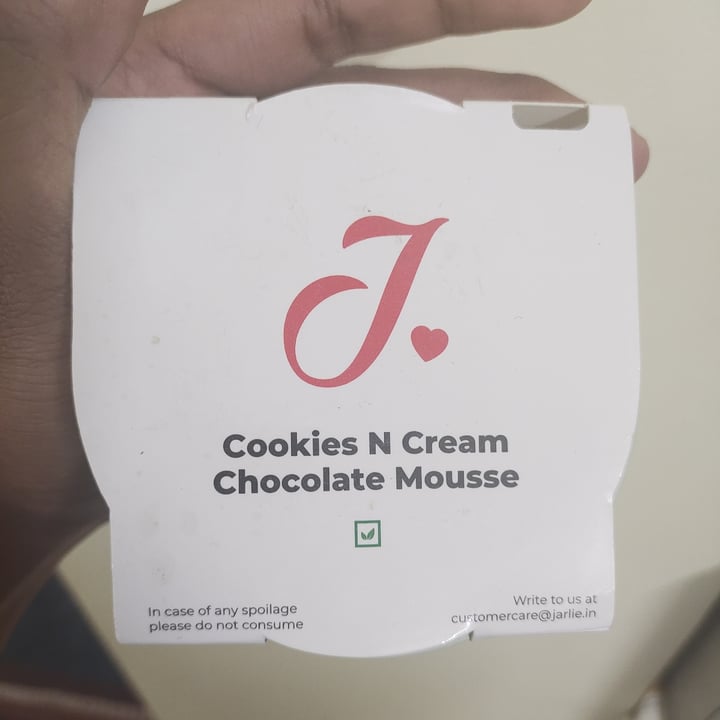 J.
Cookies N Cream
Chocolate Mousse
In case of any spoilage
please do not consume
Write to us at
customercare@jarlie.in